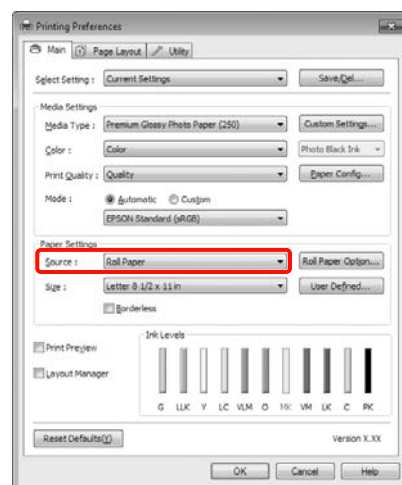 Printing Preferences
Main Page Layout Utility
Select Setting : Current Settings Save/Del...
Media Settings
Media Type : Premium Glossy Photo Paper (250) Custom Settings...
Color : Color Photo Black Ink
Print Quality : Quality Paper Config...
Mode : Automatic Custom
EPSON Standard (sRGB)
Paper Settings
Source : Roll Paper Roll Paper Option...
Size : Letter 8 1/2 x 11 in User Defined...
Borderless
Ink Levels
Print Preview
Layout Manager
G LLK Y LC VLM O MK VM LK C PK
Reset Defaults(Y) Version X.XX
OK Cancel Help